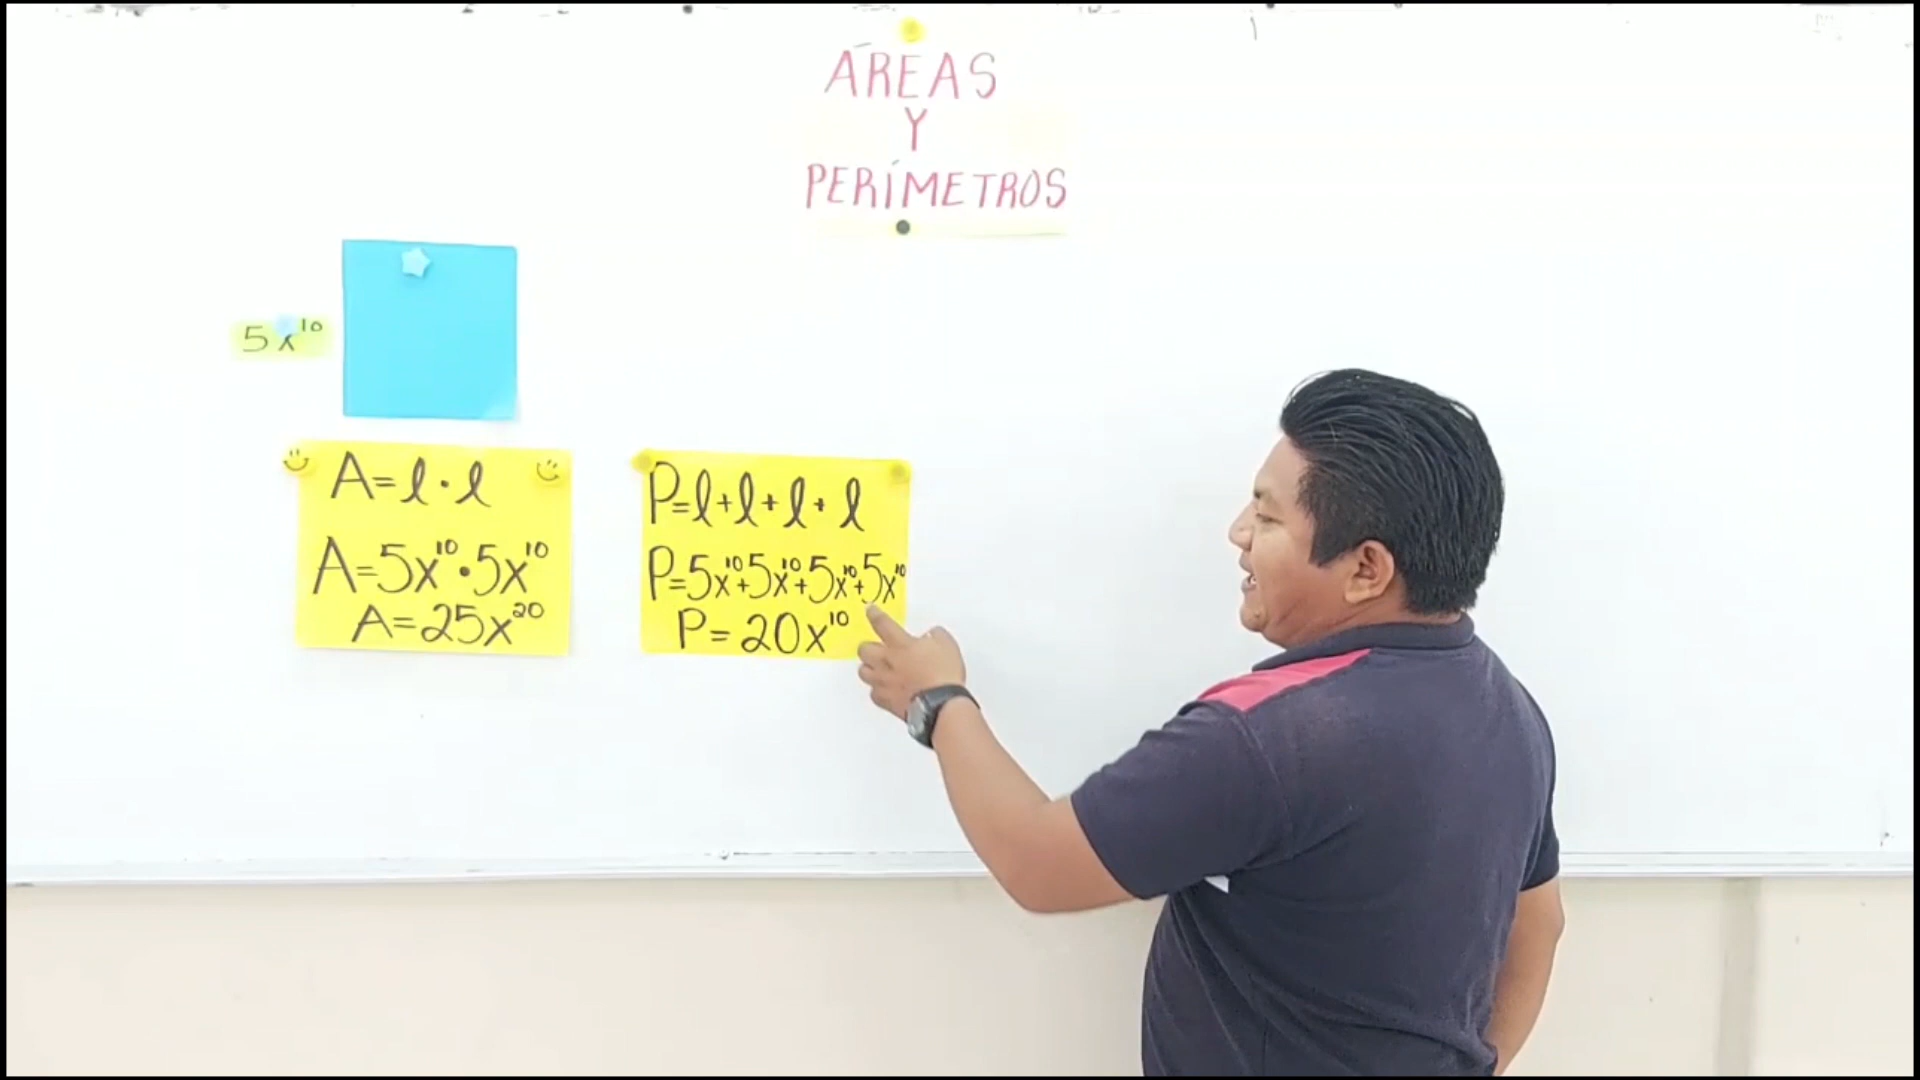 ÁREAS
Y
PERÍMETROS
5x¹⁰
A=l·l
A=5x¹⁰·5x¹⁰
A=25x²⁰
P=l+l+l+l
P=5x¹⁰+5x¹⁰+5x¹⁰+5x¹⁰
P=20x¹⁰